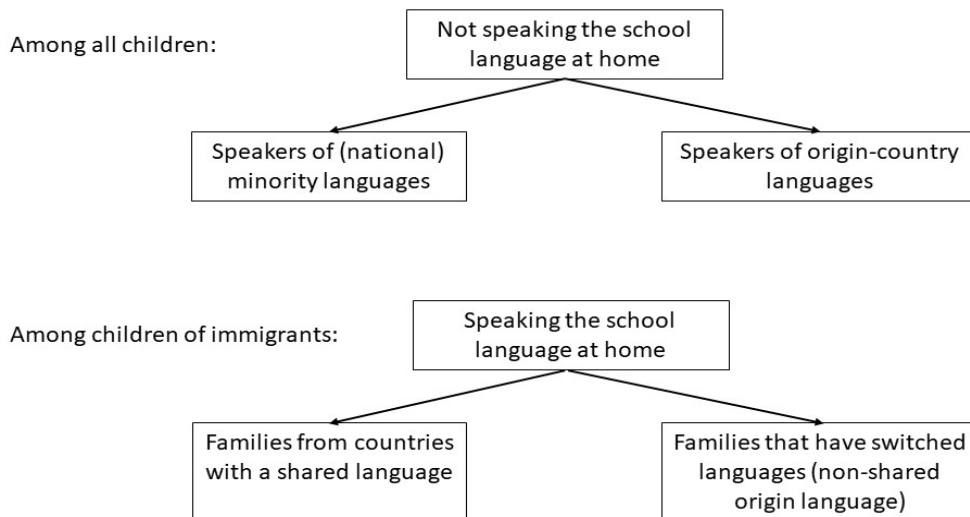 Among all children:
Not speaking the school
language at home
Speakers of (national)
minority languages
Speakers of origin-country
languages
Among children of immigrants:
Speaking the school
language at home
Families from countries
with a shared language
Families that have switched
languages (non-shared
origin language)